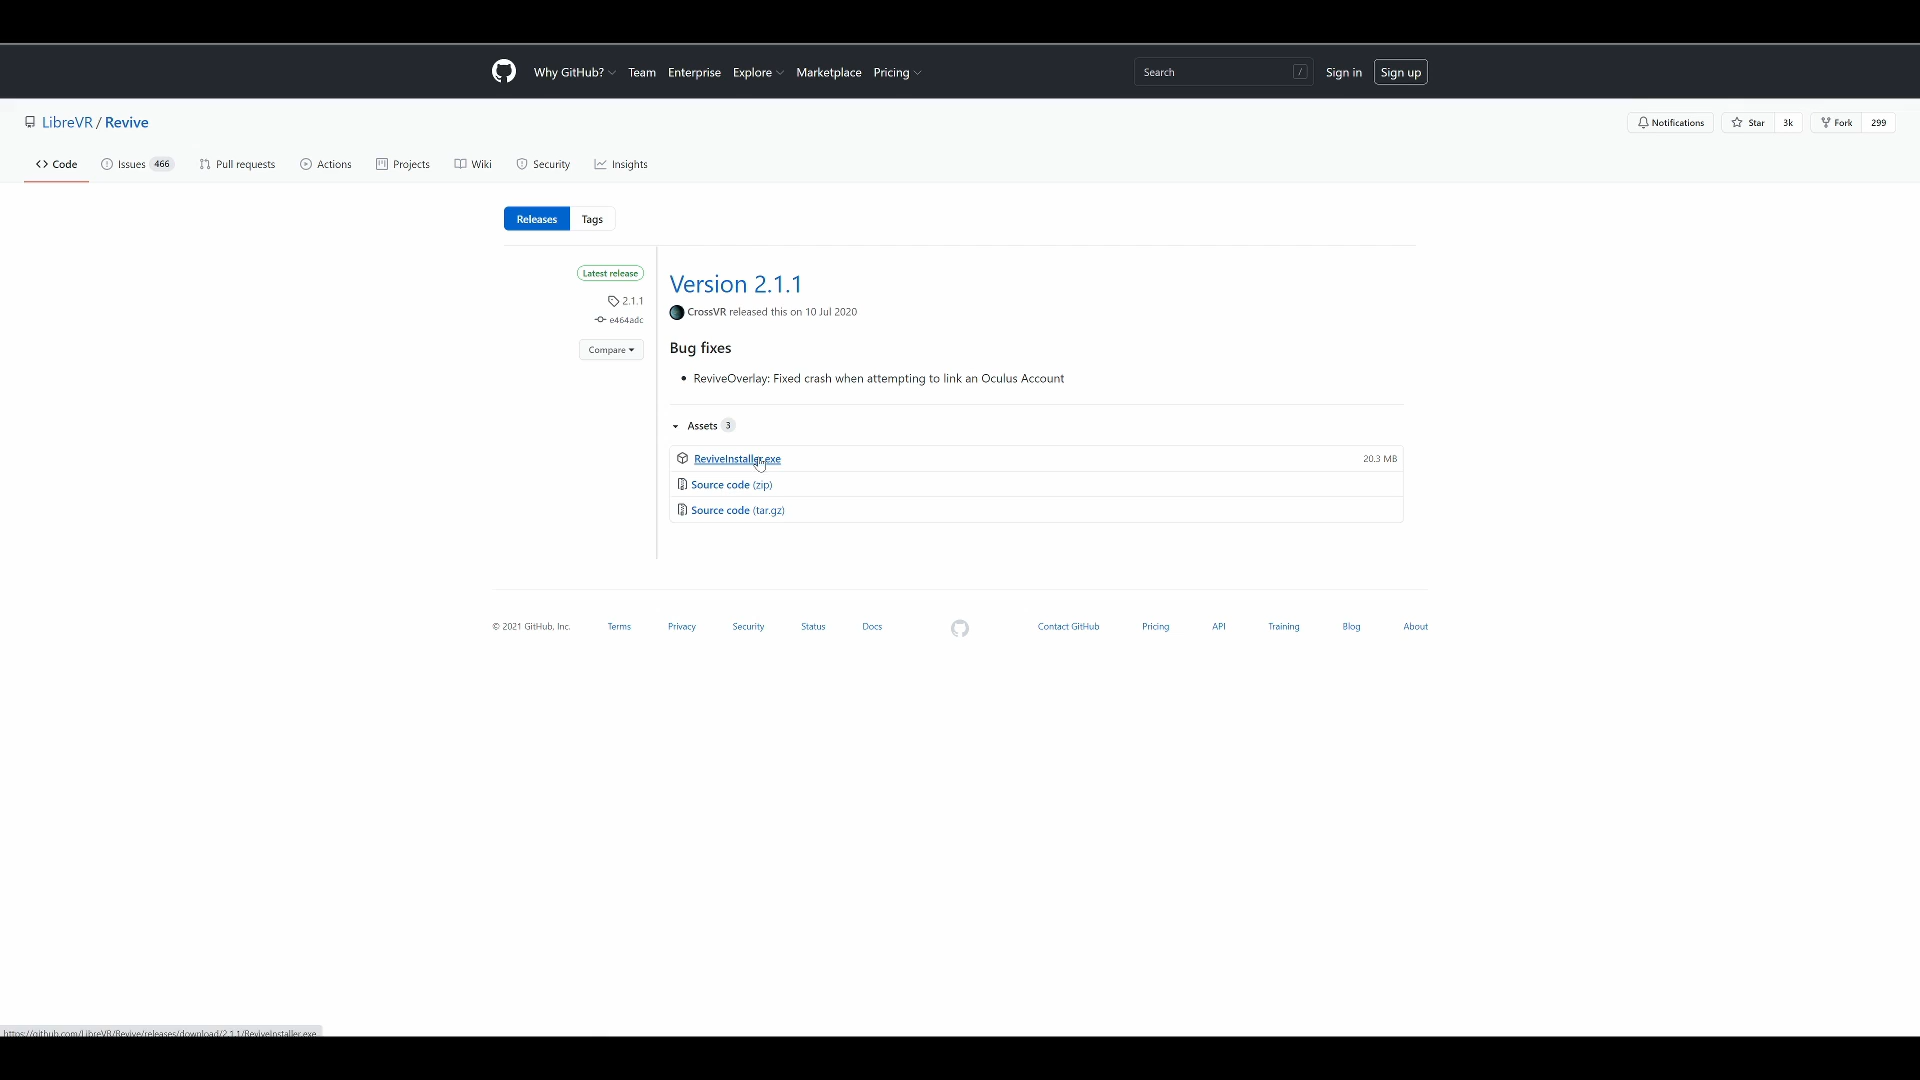 Why GitHub? Team Enterprise Explore Marketplace Pricing Search / Sign in Sign up
LibreVR / Revive Notifications Star 3k Fork 299
Code Issues 466 Pull requests Actions Projects Wiki Security Insights
Releases Tags
Latest release
2.1.1
e464adc
Compare
Version 2.1.1
CrossVR released this on 10 Jul 2020
Bug fixes
• ReviveOverlay: Fixed crash when attempting to link an Oculus Account
Assets 3
ReviveInstaller.exe 20.3 MB
Source code (zip)
Source code (tar.gz)
© 2021 GitHub, Inc. Terms Privacy Security Status Docs Contact GitHub Pricing API Training Blog About
https://github.com/LibreVR/Revive/releases/download/2.1.1/ReviveInstaller.exe